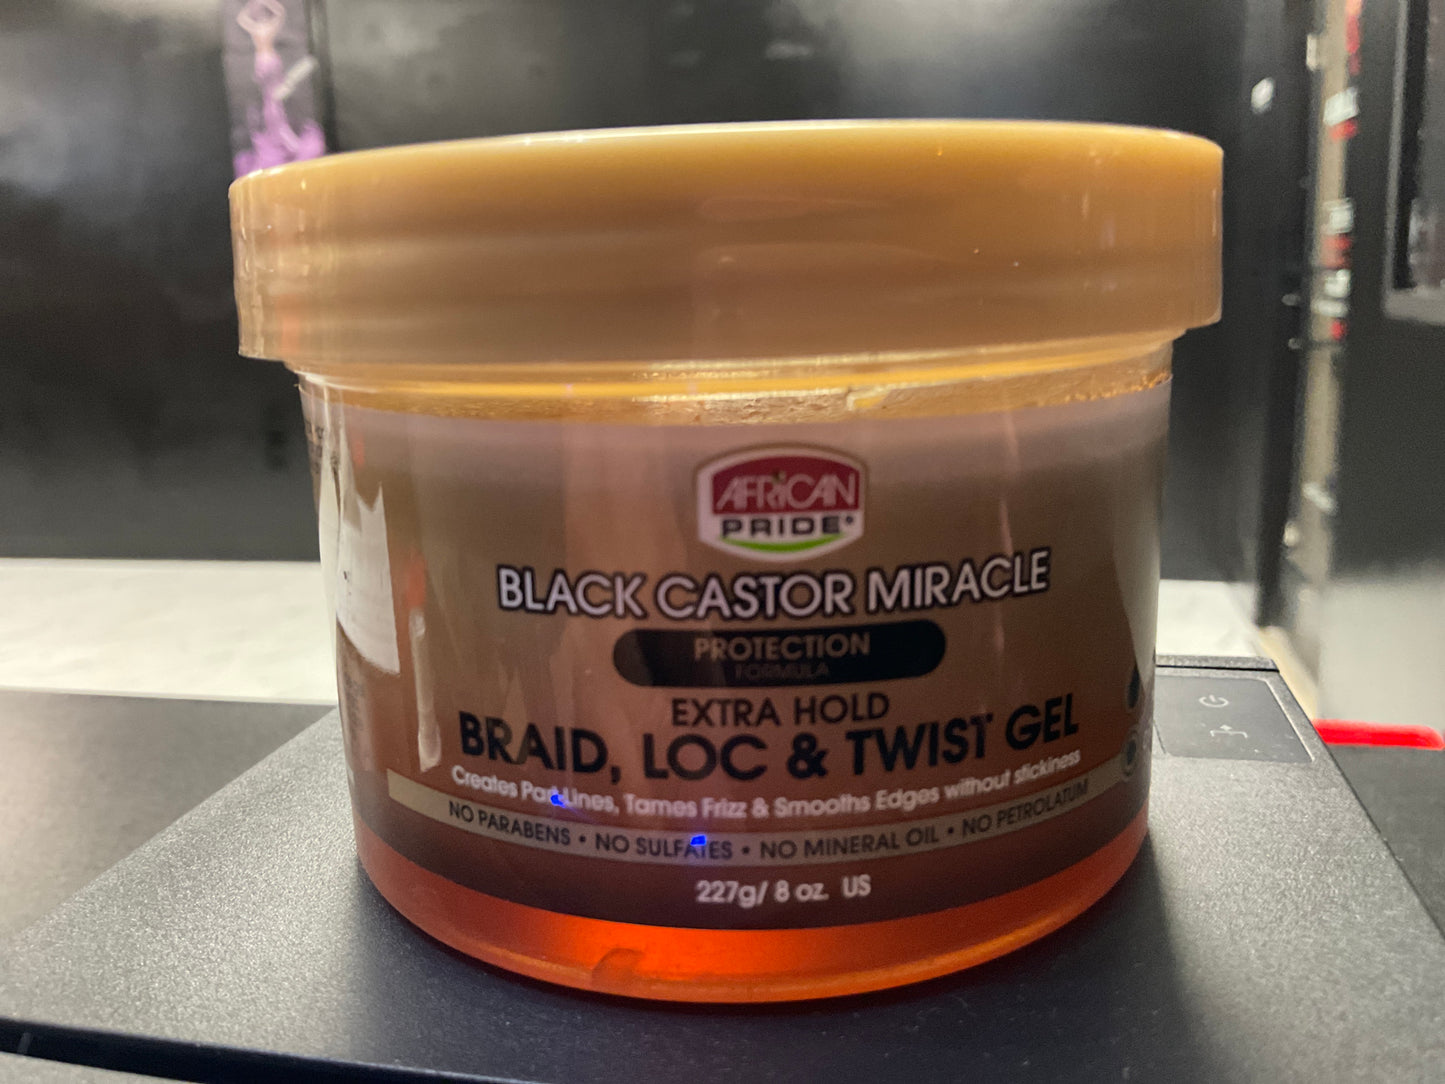 AFRICAN
PRIDE®
BLACK CASTOR MIRACLE
PROTECTION
FORMULA
EXTRA HOLD
BRAID, LOC & TWIST GEL
Creates Part Lines, Tames Frizz & Smooths Edges without stickiness
NO PARABENS • NO SULFATES • NO MINERAL OIL • NO PETROLATUM
227g/ 8 oz. US